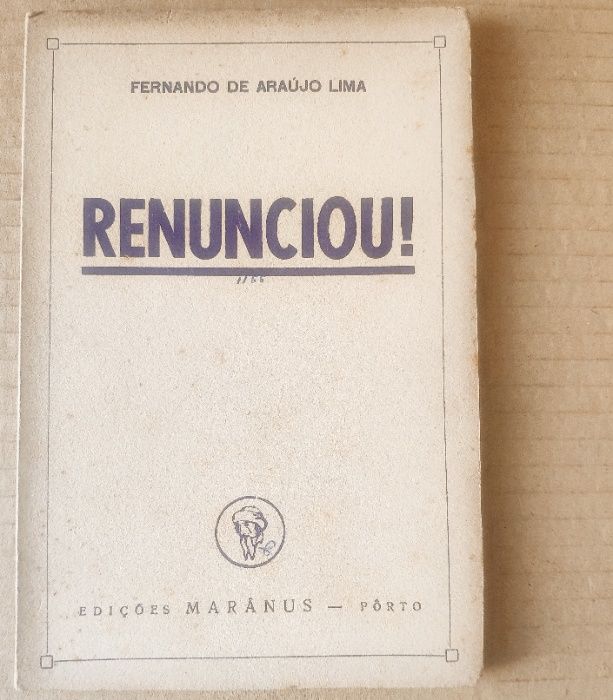 FERNANDO DE ARAÚJO LIMA
RENUNCIOU!
EDIÇÕES MARÂNUS — PÔRTO